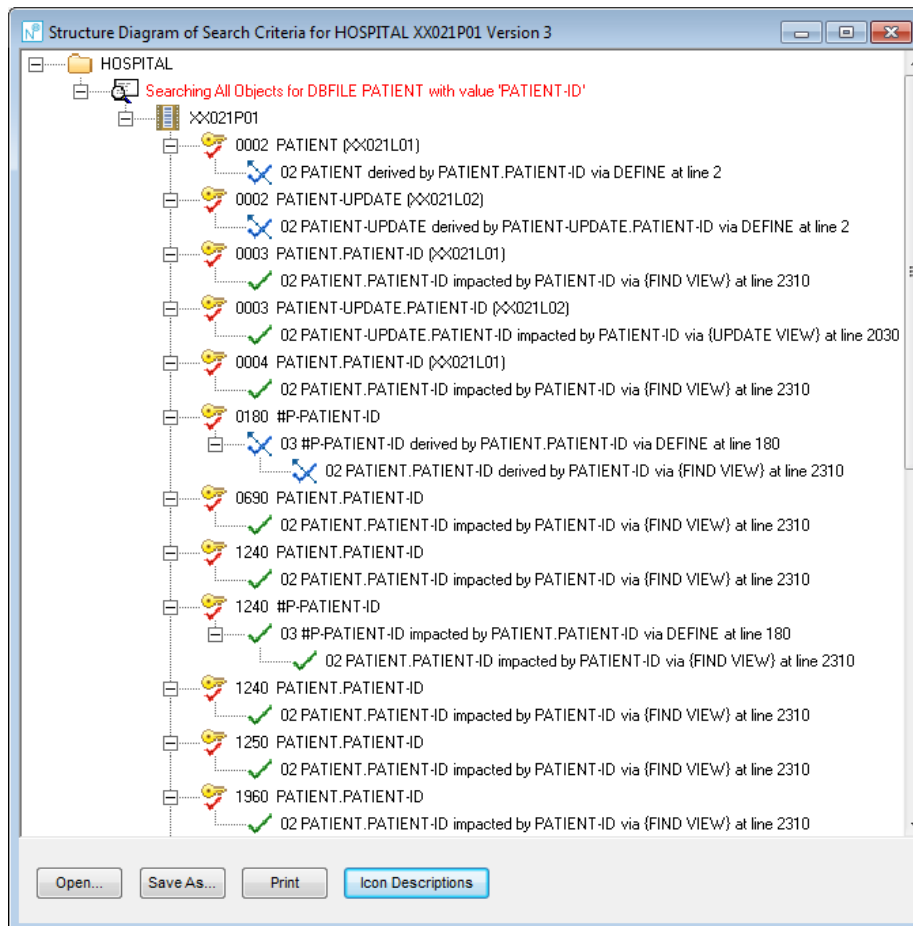 Structure Diagram of Search Criteria for HOSPITAL XX021P01 Version 3
HOSPITAL
Searching All Objects for DBFILE PATIENT with value 'PATIENT-ID'
XX021P01
0002 PATIENT (XX021L01)
02 PATIENT derived by PATIENT.PATIENT-ID via DEFINE at line 2
0002 PATIENT-UPDATE (XX021L02)
02 PATIENT-UPDATE derived by PATIENT-UPDATE.PATIENT-ID via DEFINE at line 2
0003 PATIENT.PATIENT-ID (XX021L01)
02 PATIENT.PATIENT-ID impacted by PATIENT-ID via {FIND VIEW} at line 2310
0003 PATIENT-UPDATE.PATIENT-ID (XX021L02)
02 PATIENT-UPDATE.PATIENT-ID impacted by PATIENT-ID via {UPDATE VIEW} at line 2030
0004 PATIENT.PATIENT-ID (XX021L01)
02 PATIENT.PATIENT-ID impacted by PATIENT-ID via {FIND VIEW} at line 2310
0180 #P-PATIENT-ID
03 #P-PATIENT-ID derived by PATIENT.PATIENT-ID via DEFINE at line 180
02 PATIENT.PATIENT-ID derived by PATIENT-ID via {FIND VIEW} at line 2310
0690 PATIENT.PATIENT-ID
02 PATIENT.PATIENT-ID impacted by PATIENT-ID via {FIND VIEW} at line 2310
1240 PATIENT.PATIENT-ID
02 PATIENT.PATIENT-ID impacted by PATIENT-ID via {FIND VIEW} at line 2310
1240 #P-PATIENT-ID
03 #P-PATIENT-ID impacted by PATIENT.PATIENT-ID via DEFINE at line 180
02 PATIENT.PATIENT-ID impacted by PATIENT-ID via {FIND VIEW} at line 2310
1240 PATIENT.PATIENT-ID
02 PATIENT.PATIENT-ID impacted by PATIENT-ID via {FIND VIEW} at line 2310
1250 PATIENT.PATIENT-ID
02 PATIENT.PATIENT-ID impacted by PATIENT-ID via {FIND VIEW} at line 2310
1960 PATIENT.PATIENT-ID
02 PATIENT.PATIENT-ID impacted by PATIENT-ID via {FIND VIEW} at line 2310
Open... Save As... Print Icon Descriptions